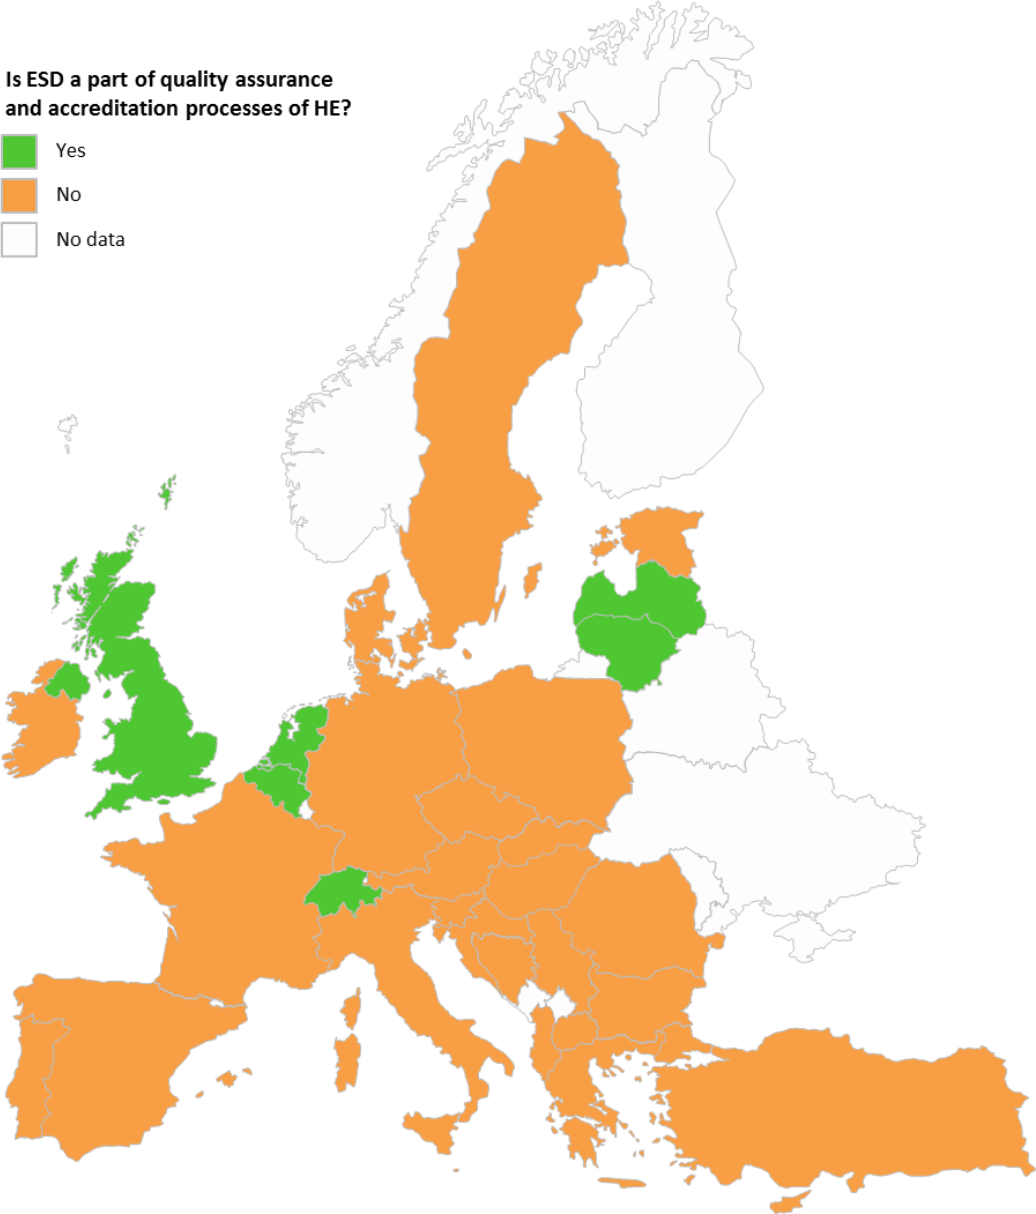 Is ESD a part of quality assurance
and accreditation processes of HE?
Yes
No
No data